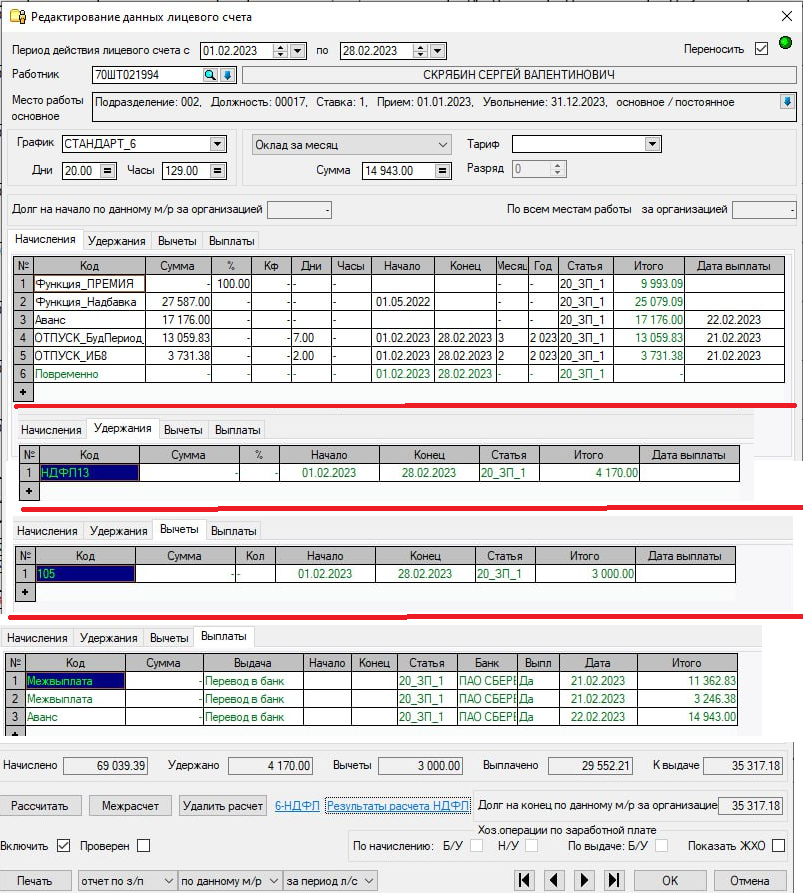 Редактирование данных лицевого счета
Период действия лицевого счета с 01.02.2023 по 28.02.2023 Переносить
Работник 70ШТ021994 СКРЯБИН СЕРГЕЙ ВАЛЕНТИНОВИЧ
Место работы основное Подразделение: 002, Должность: 00017, Ставка: 1, Прием: 01.01.2023, Увольнение: 31.12.2023, основное / постоянное
График СТАНДАРТ_6 Оклад за месяц Тариф
Дни 20.00 = Часы 129.00 = Сумма 14 943.00 = Разряд 0
Долг на начало по данному м/р за организацией - По всем местам работы за организацией -
Начисления Удержания Вычеты Выплаты
№ Код Сумма % Кф Дни Часы Начало Конец Месяц Год Статья Итого Дата выплаты
1 Функция_ПРЕМИЯ - 100.00 - - - - - 20_ЗП_1 9 993.09
2 Функция_Надбавка 27 587.00 - - - - 01.05.2022 - - 20_ЗП_1 25 079.09
3 Аванс 17 176.00 - - - - - - 20_ЗП_1 17 176.00 22.02.2023
4 ОТПУСК_БудПериод_ 13 059.83 - - 7.00 - 01.02.2023 28.02.2023 3 2 023 20_ЗП_1 13 059.83 21.02.2023
5 ОТПУСК_ИБ8 3 731.38 - - 2.00 - 01.02.2023 28.02.2023 2 2 023 20_ЗП_1 3 731.38 21.02.2023
6 Повременно - - - - - 01.02.2023 28.02.2023 - - 20_ЗП_1 -
+
Начисления Удержания Вычеты Выплаты
№ Код Сумма % Начало Конец Статья Итого Дата выплаты
1 НДФЛ13 - - 01.02.2023 28.02.2023 20_ЗП_1 4 170.00
+
Начисления Удержания Вычеты Выплаты
№ Код Сумма Кол Начало Конец Статья Итого Дата выплаты
1 105 - - 01.02.2023 28.02.2023 20_ЗП_1 3 000.00
+
Начисления Удержания Вычеты Выплаты
№ Код Сумма Выдача Начало Конец Статья Банк Выпл Дата Итого
1 Межвыплата - Перевод в банк 20_ЗП_1 ПАО СБЕРЕ Да 21.02.2023 11 362.83
2 Межвыплата - Перевод в банк 20_ЗП_1 ПАО СБЕРЕ Да 21.02.2023 3 246.38
3 Аванс - Перевод в банк 20_ЗП_1 ПАО СБЕРЕ Да 22.02.2023 14 943.00
+
Начислено 69 039.39 Удержано 4 170.00 Вычеты 3 000.00 Выплачено 29 552.21 К выдаче 35 317.18
Рассчитать Межрасчет Удалить расчет 6-НДФЛ Результаты расчета НДФЛ Долг на конец по данному м/р за организацие 35 317.18
Хоз.операции по заработной плате
Включить Проверен По начислению: Б/У Н/У По выдаче: Б/У Показать ЖХО
Печать отчет по з/п по данному м/р за период л/с OK Отмена